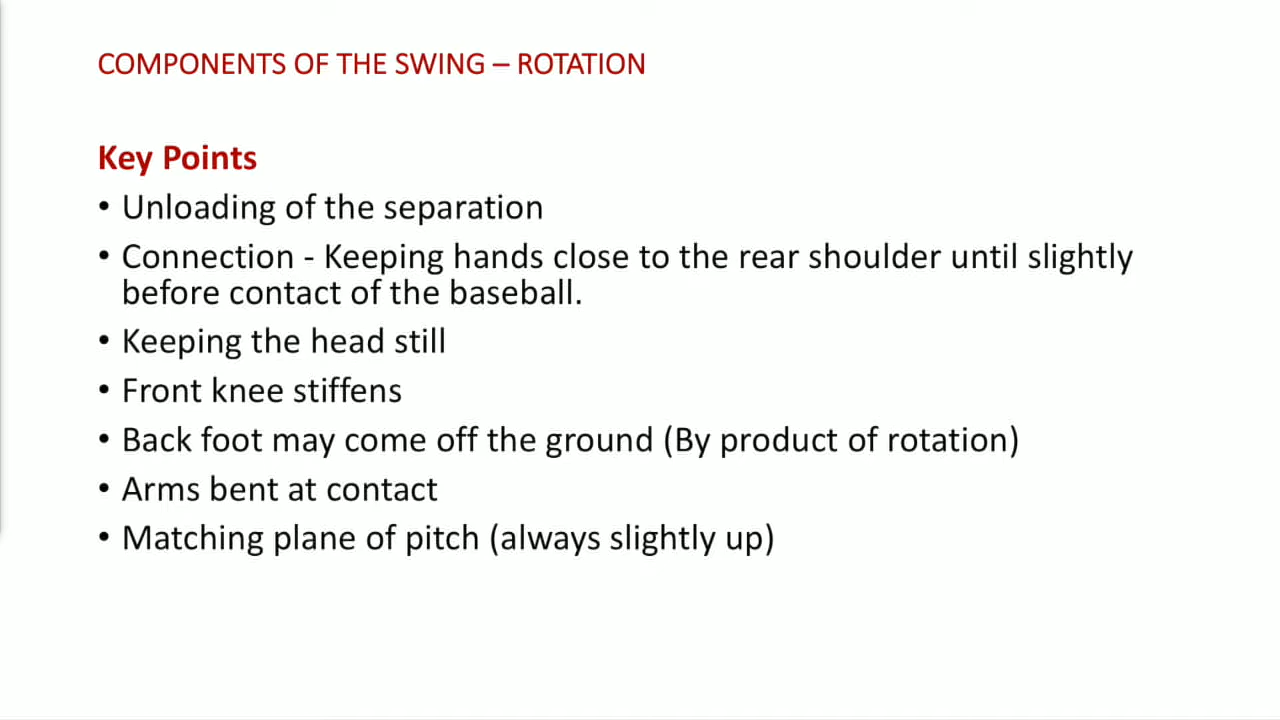 COMPONENTS OF THE SWING – ROTATION
Key Points
• Unloading of the separation
• Connection - Keeping hands close to the rear shoulder until slightly
before contact of the baseball.
• Keeping the head still
• Front knee stiffens
• Back foot may come off the ground (By product of rotation)
• Arms bent at contact
• Matching plane of pitch (always slightly up)